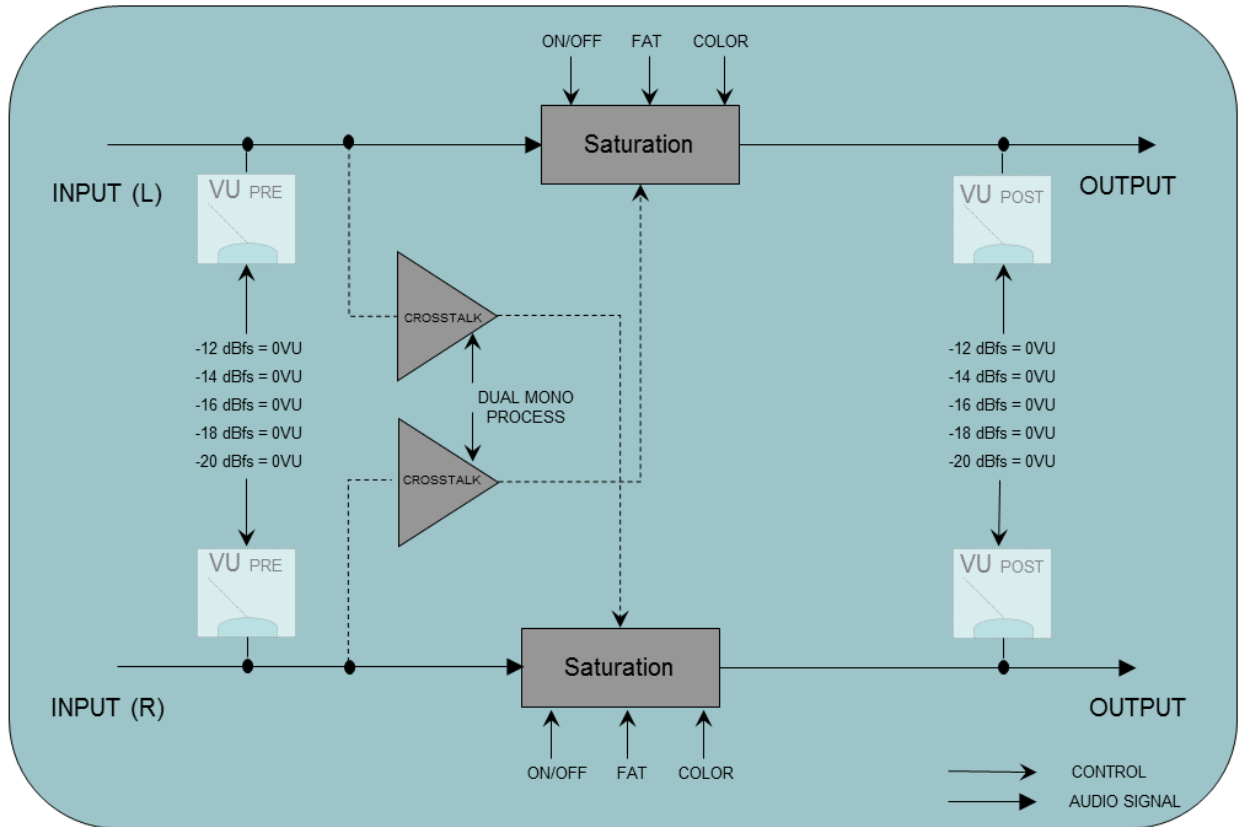 ON/OFF FAT COLOR
Saturation
INPUT (L)
VU PRE
VU POST
OUTPUT
CROSSTALK
-12 dBfs = 0VU
-14 dBfs = 0VU
-16 dBfs = 0VU
-18 dBfs = 0VU
-20 dBfs = 0VU
DUAL MONO
PROCESS
-12 dBfs = 0VU
-14 dBfs = 0VU
-16 dBfs = 0VU
-18 dBfs = 0VU
-20 dBfs = 0VU
CROSSTALK
VU PRE
VU POST
Saturation
INPUT (R)
OUTPUT
ON/OFF FAT COLOR
CONTROL
AUDIO SIGNAL